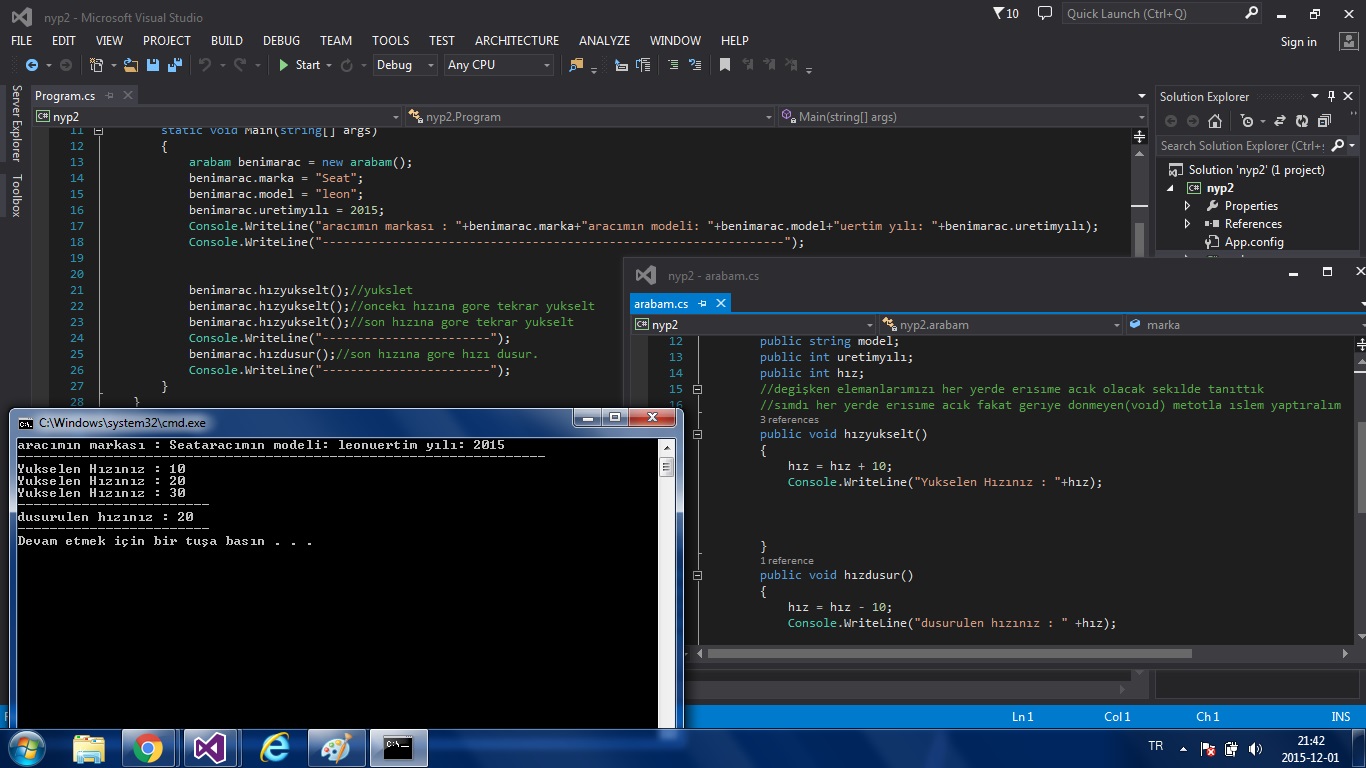 nyp2 - Microsoft Visual Studio
10
Quick Launch (Ctrl+Q)
FILE EDIT VIEW PROJECT BUILD DEBUG TEAM TOOLS TEST ARCHITECTURE ANALYZE WINDOW HELP
Sign in
Start Debug Any CPU
Server Explorer
Toolbox
Program.cs
nyp2 nyp2.Program Main(string[] args)
11 static void Main(string[] args)
12 {
13 arabam benimarac = new arabam();
14 benimarac.marka = "Seat";
15 benimarac.model = "leon";
16 benimarac.uretimyılı = 2015;
17 Console.WriteLine("aracımın markası : "+benimarac.marka+"aracımın modeli: "+benimarac.model+"uertim yılı: "+benimarac.uretimyılı);
18 Console.WriteLine("-------------------------------------------------------------------");
19
20
21 benimarac.hızyukselt();//yukslet
22 benimarac.hızyukselt();//oncekı hızına gore tekrar yukselt
23 benimarac.hızyukselt();//son hızına gore tekrar yukselt
24 Console.WriteLine("------------------------");
25 benimarac.hızdusur();//son hızına gore hızı dusur.
26 Console.WriteLine("------------------------");
27 }
28 }
Solution Explorer
Search Solution Explorer (Ctrl+ş
Solution 'nyp2' (1 project)
nyp2
Properties
References
App.config
nyp2 - arabam.cs
arabam.cs
nyp2 nyp2.arabam marka
12 public string model;
13 public int uretimyılı;
14 public int hız;
15 //degişken elemanlarımızı her yerde erısıme acık olacak sekılde tanıttık
16 //sımdı her yerde erısıme acık fakat gerıye donmeyen(voıd) metotla ıslem yaptıralım
3 references
public void hızyukselt()
{
hız = hız + 10;
Console.WriteLine("Yukselen Hızınız : "+hız);
}
1 reference
public void hızdusur()
{
hız = hız - 10;
Console.WriteLine("dusurulen hızınız : " +hız);
C:\Windows\system32\cmd.exe
aracımın markası : Seataracımın modeli: leonuertim yılı: 2015
-------------------------------------------------------------------
Yukselen Hızınız : 10
Yukselen Hızınız : 20
Yukselen Hızınız : 30
------------------------
dusurulen hızınız : 20
------------------------
Devam etmek için bir tuşa basın . . .
Ln 1 Col 1 Ch 1 INS
TR
21:42
2015-12-01